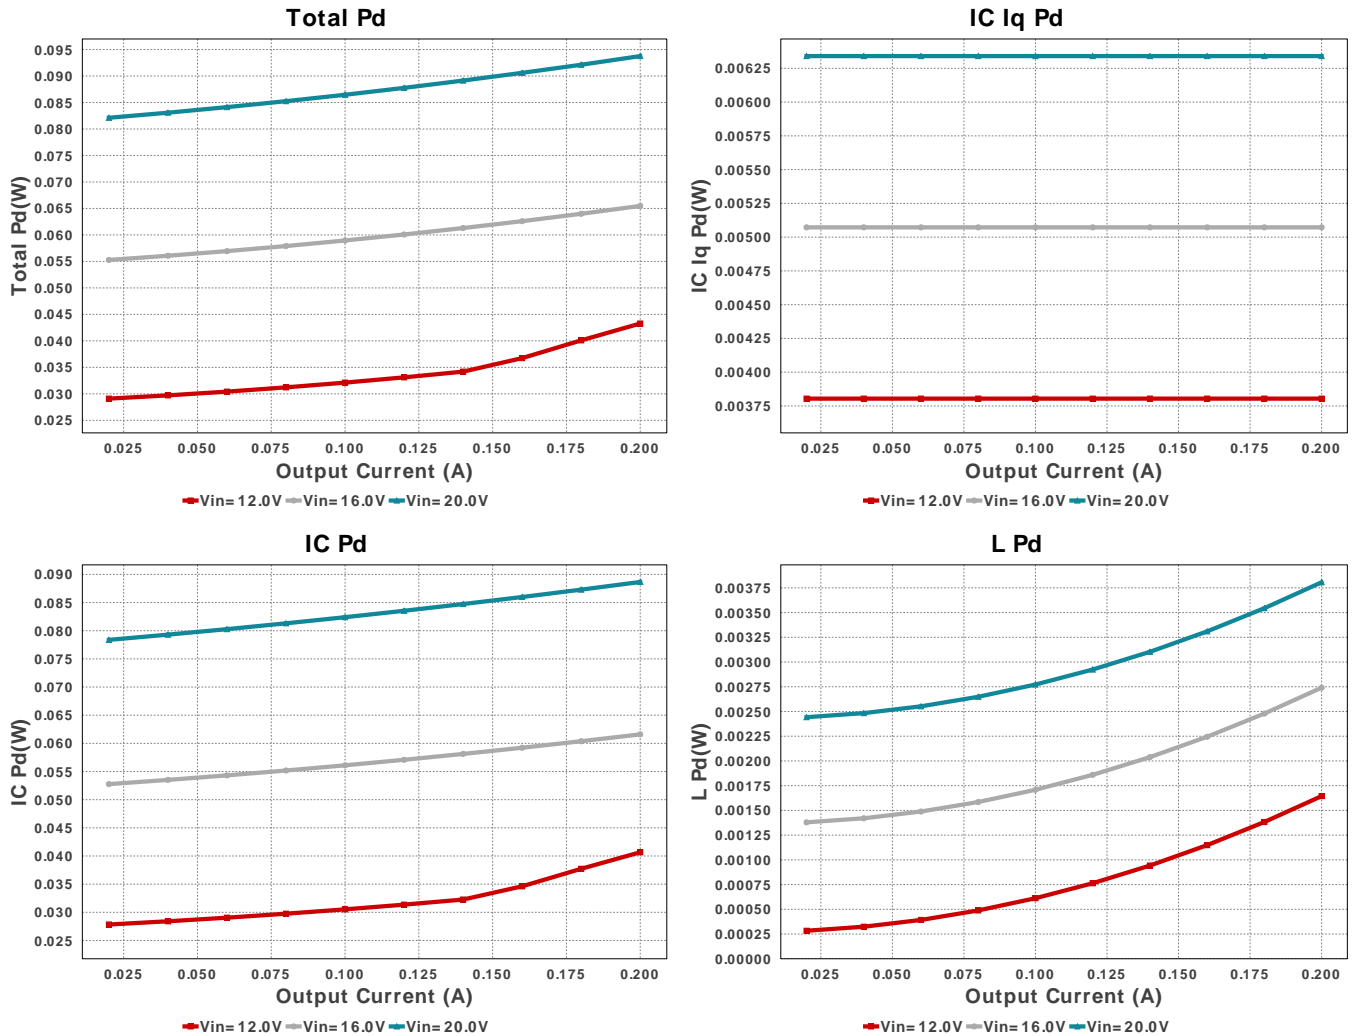 Total Pd
0.095
0.090
0.085
0.080
0.075
0.070
0.065
0.060
0.055
0.050
0.045
0.040
0.035
0.030
0.025
Total Pd(W)
0.025 0.050 0.075 0.100 0.125 0.150 0.175 0.200
Output Current (A)
Vin=12.0V Vin=16.0V Vin=20.0V
IC Iq Pd
0.00625
0.00600
0.00575
0.00550
0.00525
0.00500
0.00475
0.00450
0.00425
0.00400
0.00375
IC Iq Pd(W)
0.025 0.050 0.075 0.100 0.125 0.150 0.175 0.200
Output Current (A)
Vin=12.0V Vin=16.0V Vin=20.0V
IC Pd
0.090
0.085
0.080
0.075
0.070
0.065
0.060
0.055
0.050
0.045
0.040
0.035
0.030
0.025
IC Pd(W)
0.025 0.050 0.075 0.100 0.125 0.150 0.175 0.200
Output Current (A)
Vin=12.0V Vin=16.0V Vin=20.0V
L Pd
0.00375
0.00350
0.00325
0.00300
0.00275
0.00250
0.00225
0.00200
0.00175
0.00150
0.00125
0.00100
0.00075
0.00050
0.00025
0.00000
L Pd(W)
0.025 0.050 0.075 0.100 0.125 0.150 0.175 0.200
Output Current (A)
Vin=12.0V Vin=16.0V Vin=20.0V